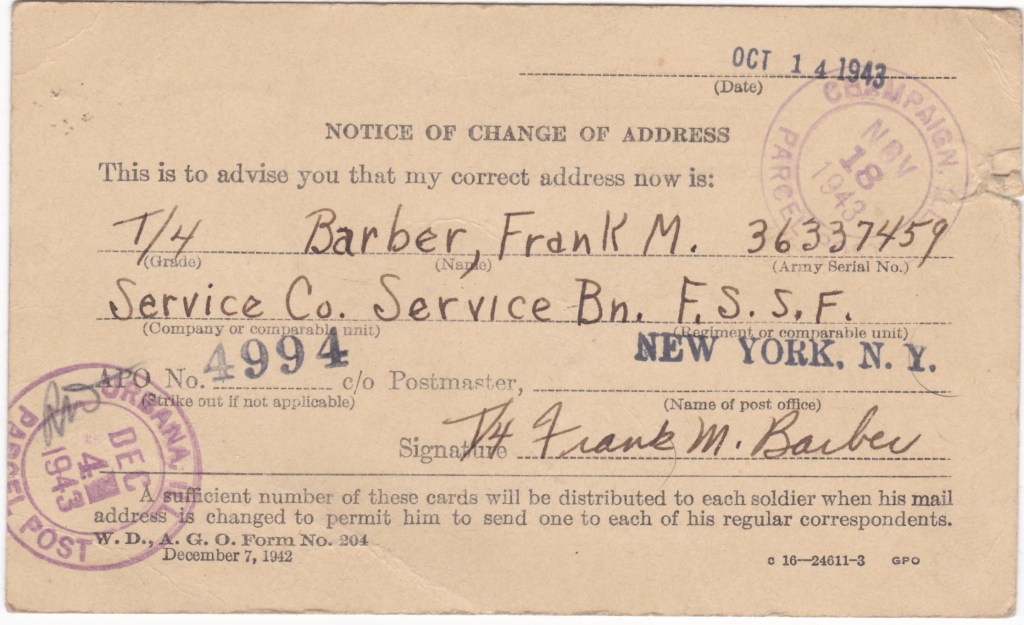 OCT 14 1943
(Date)
CHAMPAIGN, ILL.
NOV
18
1943
PARCEL
NOTICE OF CHANGE OF ADDRESS
This is to advise you that my correct address now is:
T/4 Barber, Frank M. 36337459
(Grade) (Name) (Army Serial No.)
Service Co. Service Bn. F.S.S.F.
(Company or comparable unit) (Regiment or comparable unit)
APO No. 4994 c/o Postmaster, NEW YORK, N. Y.
(Strike out if not applicable) (Name of post office)
Signature T/4 Frank M. Barber
URBANA, ILL.
DEC
4
1943
PARCEL POST
A sufficient number of these cards will be distributed to each soldier when his mail
address is changed to permit him to send one to each of his regular correspondents.
W. D., A. G. O. Form No. 204
December 7, 1942
C 16—24611-3 GPO